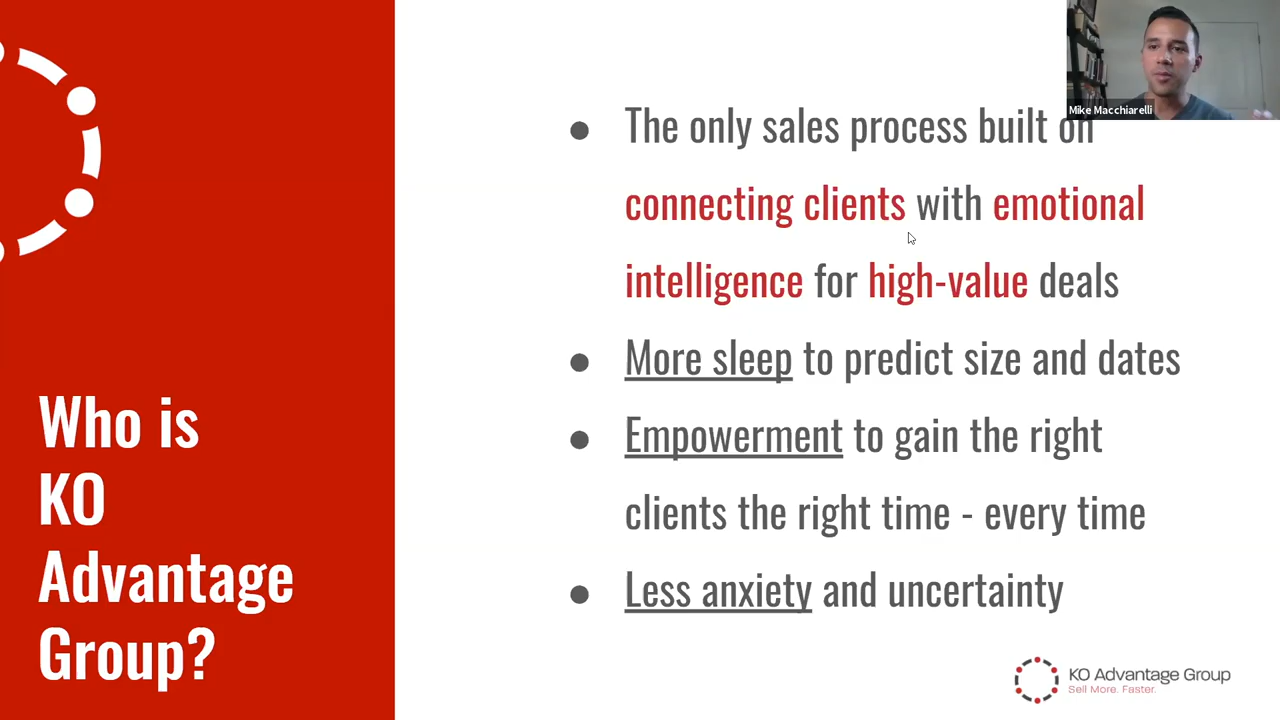 Mike Macchiarelli
Who is
KO
Advantage
Group?
● The only sales process built on
connecting clients with emotional
intelligence for high-value deals
● More sleep to predict size and dates
● Empowerment to gain the right
clients the right time - every time
● Less anxiety and uncertainty
KO Advantage Group
Sell More. Faster.